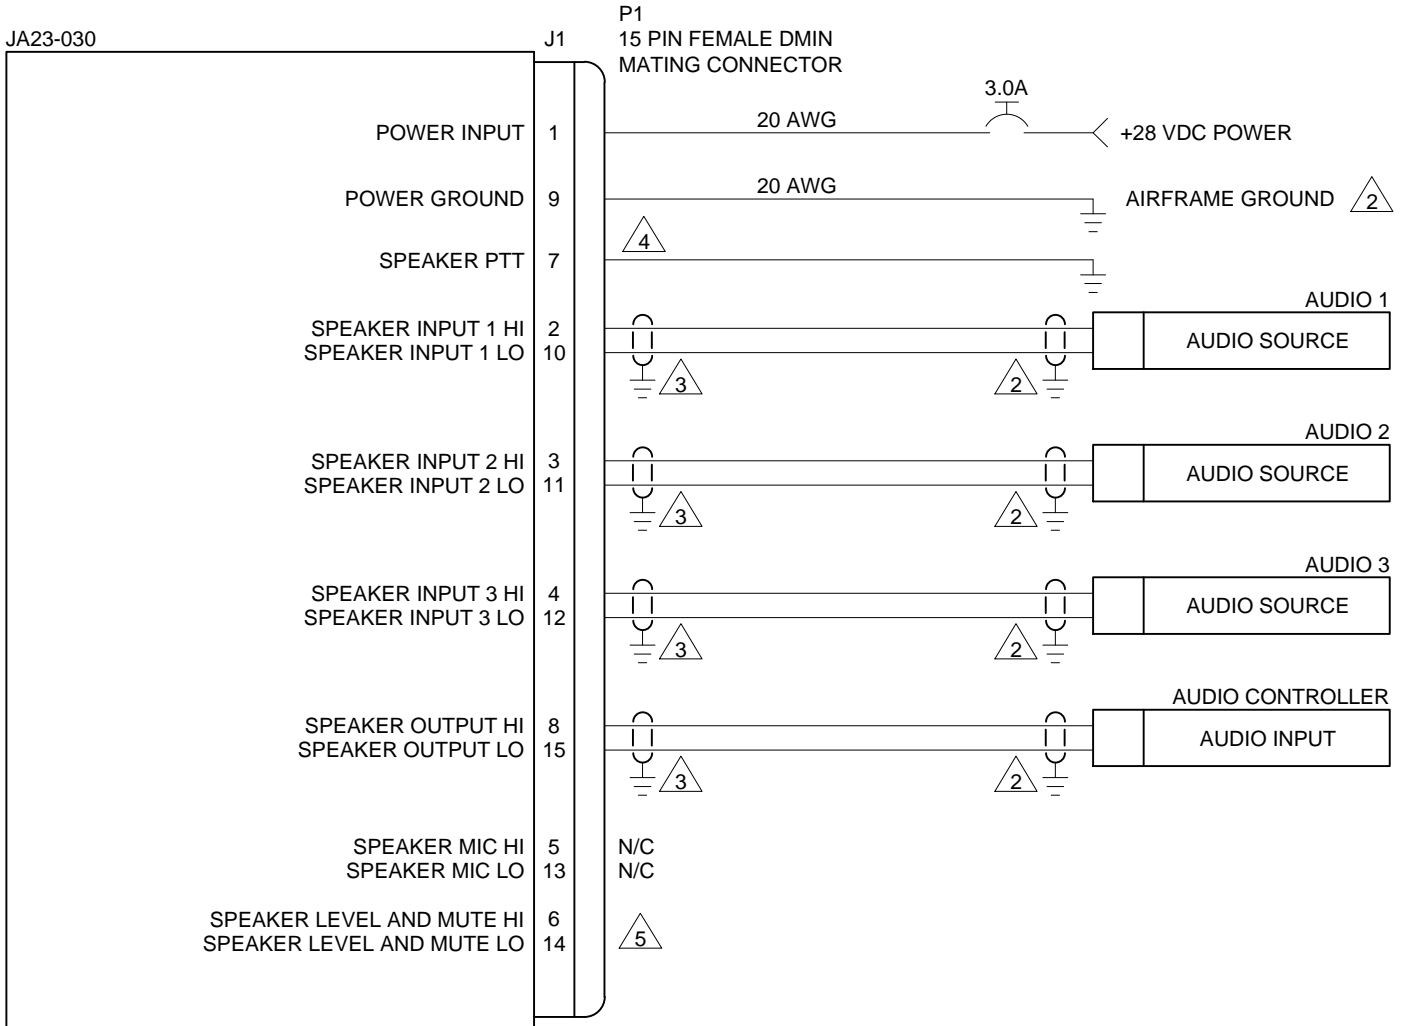 P1
JA23-030 J1 15 PIN FEMALE DMIN
MATING CONNECTOR
3.0A
POWER INPUT 1 20 AWG +28 VDC POWER
POWER GROUND 9 20 AWG AIRFRAME GROUND 2
4
SPEAKER PTT 7
AUDIO 1
SPEAKER INPUT 1 HI 2
AUDIO SOURCE
SPEAKER INPUT 1 LO 10
3 2
AUDIO 2
SPEAKER INPUT 2 HI 3
AUDIO SOURCE
SPEAKER INPUT 2 LO 11
3 2
AUDIO 3
SPEAKER INPUT 3 HI 4
AUDIO SOURCE
SPEAKER INPUT 3 LO 12
3 2
AUDIO CONTROLLER
SPEAKER OUTPUT HI 8
AUDIO INPUT
SPEAKER OUTPUT LO 15
3 2
SPEAKER MIC HI 5 N/C
SPEAKER MIC LO 13 N/C
SPEAKER LEVEL AND MUTE HI 6
SPEAKER LEVEL AND MUTE LO 14 5